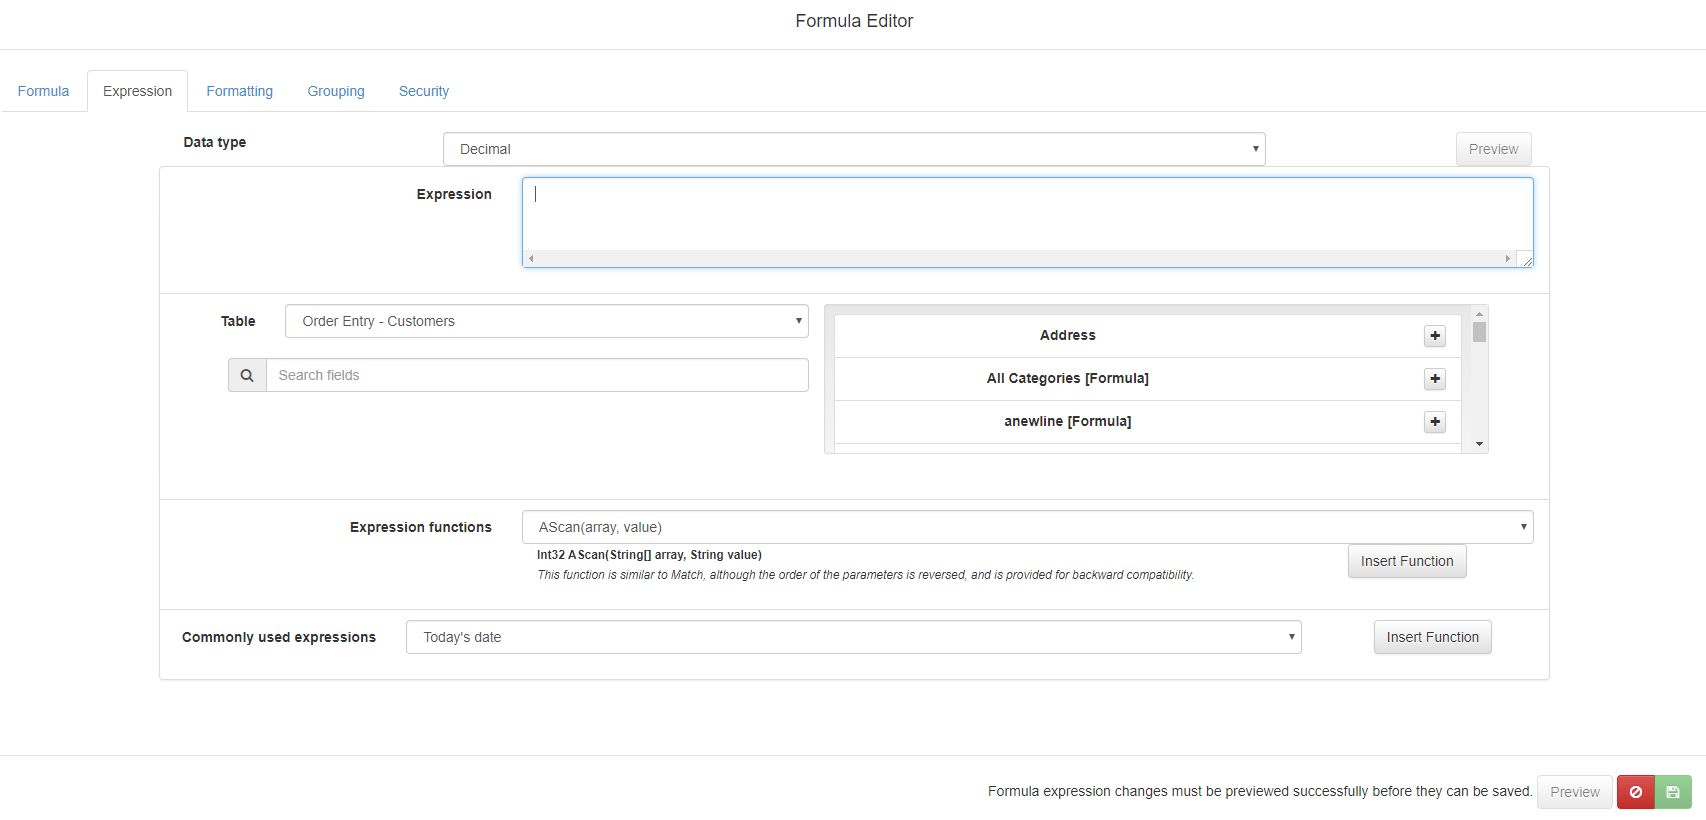 Formula Editor
Formula Expression Formatting Grouping Security
Data type Decimal Preview
Expression
Table Order Entry - Customers
Search fields
Address
All Categories [Formula]
anewline [Formula]
Expression functions AScan(array, value)
Int32 AScan(String[] array, String value)
This function is similar to Match, although the order of the parameters is reversed, and is provided for backward compatibility.
Insert Function
Commonly used expressions Today's date Insert Function
Formula expression changes must be previewed successfully before they can be saved. Preview